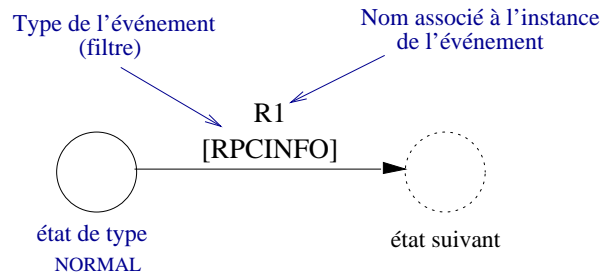 Type de l'événement
(filtre)
Nom associé à l'instance
de l'événement
R1
[RPCINFO]
état de type
NORMAL
état suivant